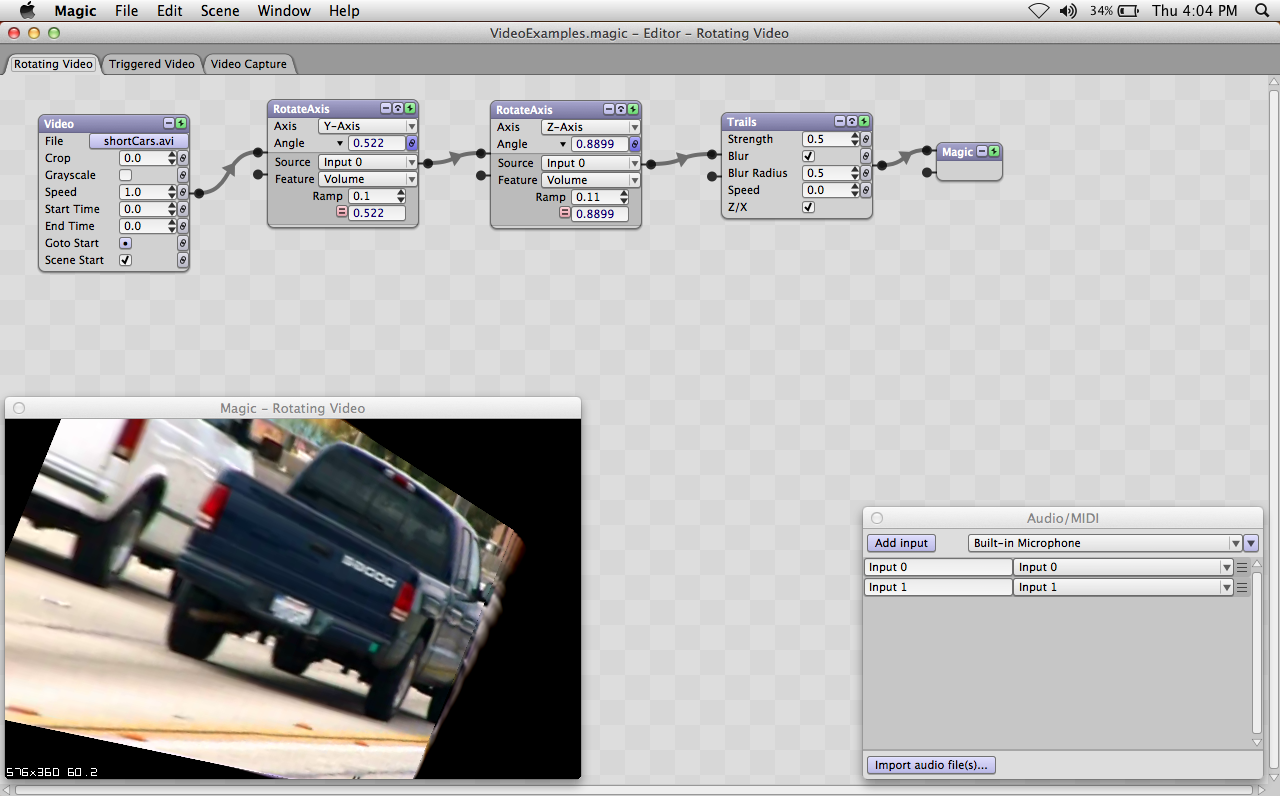 Magic File Edit Scene Window Help 34% Thu 4:04 PM
VideoExamples.magic – Editor – Rotating Video
Rotating Video Triggered Video Video Capture
Video
File shortCars.avi
Crop 0.0
Grayscale
Speed 1.0
Start Time 0.0
End Time 0.0
Goto Start
Scene Start
RotateAxis
Axis Y-Axis
Angle 0.522
Source Input 0
Feature Volume
Ramp 0.1
= 0.522
RotateAxis
Axis Z-Axis
Angle 0.8899
Source Input 0
Feature Volume
Ramp 0.11
= 0.8899
Trails
Strength 0.5
Blur
Blur Radius 0.5
Speed 0.0
Z/X
Magic
Magic – Rotating Video
576x360 60.2
Audio/MIDI
Add input Built-in Microphone
Input 0 Input 0
Input 1 Input 1
Import audio file(s)...